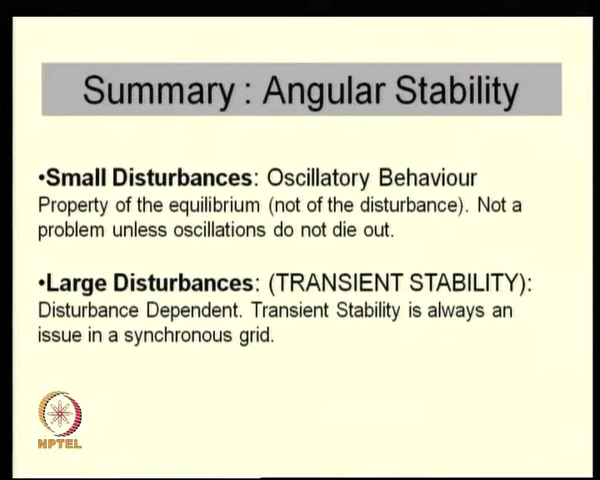 Summary : Angular Stability
•Small Disturbances: Oscillatory Behaviour
Property of the equilibrium (not of the disturbance). Not a
problem unless oscillations do not die out.
•Large Disturbances: (TRANSIENT STABILITY):
Disturbance Dependent. Transient Stability is always an
issue in a synchronous grid.
NPTEL